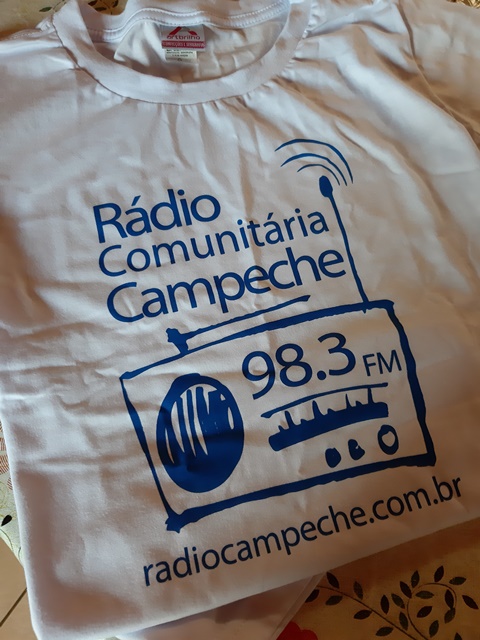 Rádio
Comunitária
Campeche
98.3 FM
radiocampeche.com.br